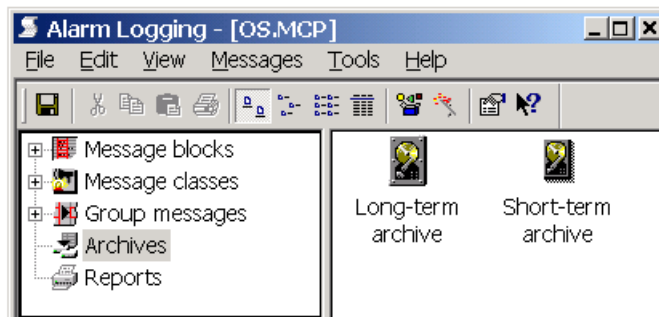 Alarm Logging - [OS.MCP]
File Edit View Messages Tools Help
Message blocks
Message classes
Group messages
Archives
Reports
Long-term
archive
Short-term
archive